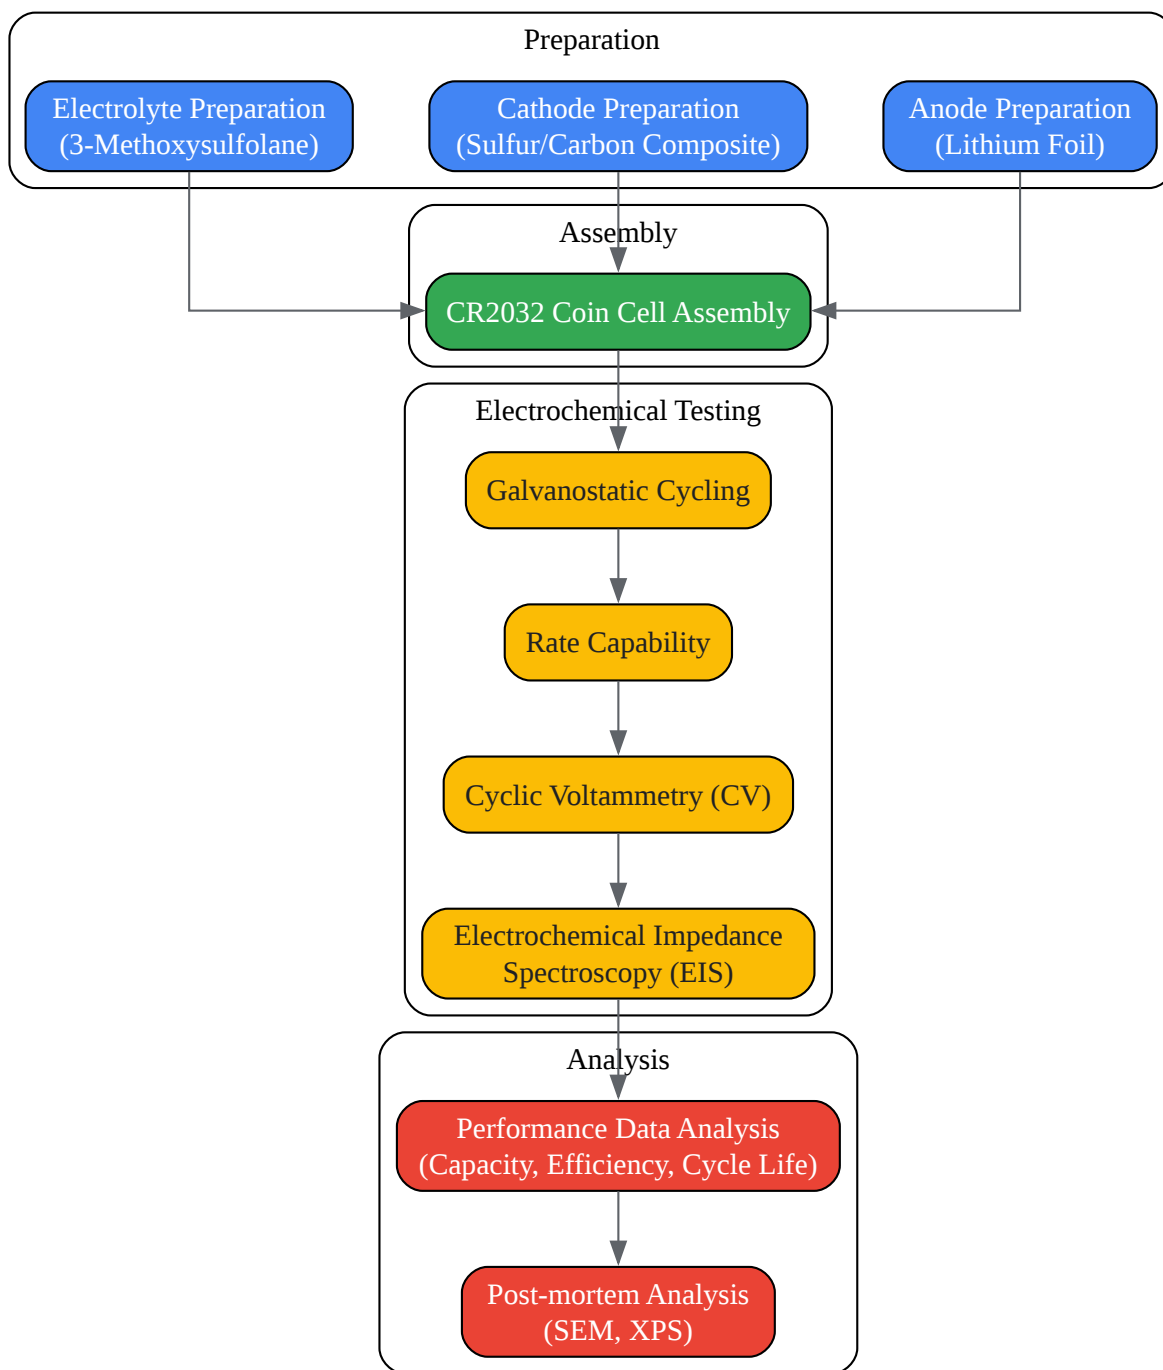 Preparation
Electrolyte Preparation
(3-Methoxysulfolane)
Cathode Preparation
(Sulfur/Carbon Composite)
Anode Preparation
(Lithium Foil)
Assembly
CR2032 Coin Cell Assembly
Electrochemical Testing
Galvanostatic Cycling
Rate Capability
Cyclic Voltammetry (CV)
Electrochemical Impedance
Spectroscopy (EIS)
Analysis
Performance Data Analysis
(Capacity, Efficiency, Cycle Life)
Post-mortem Analysis
(SEM, XPS)